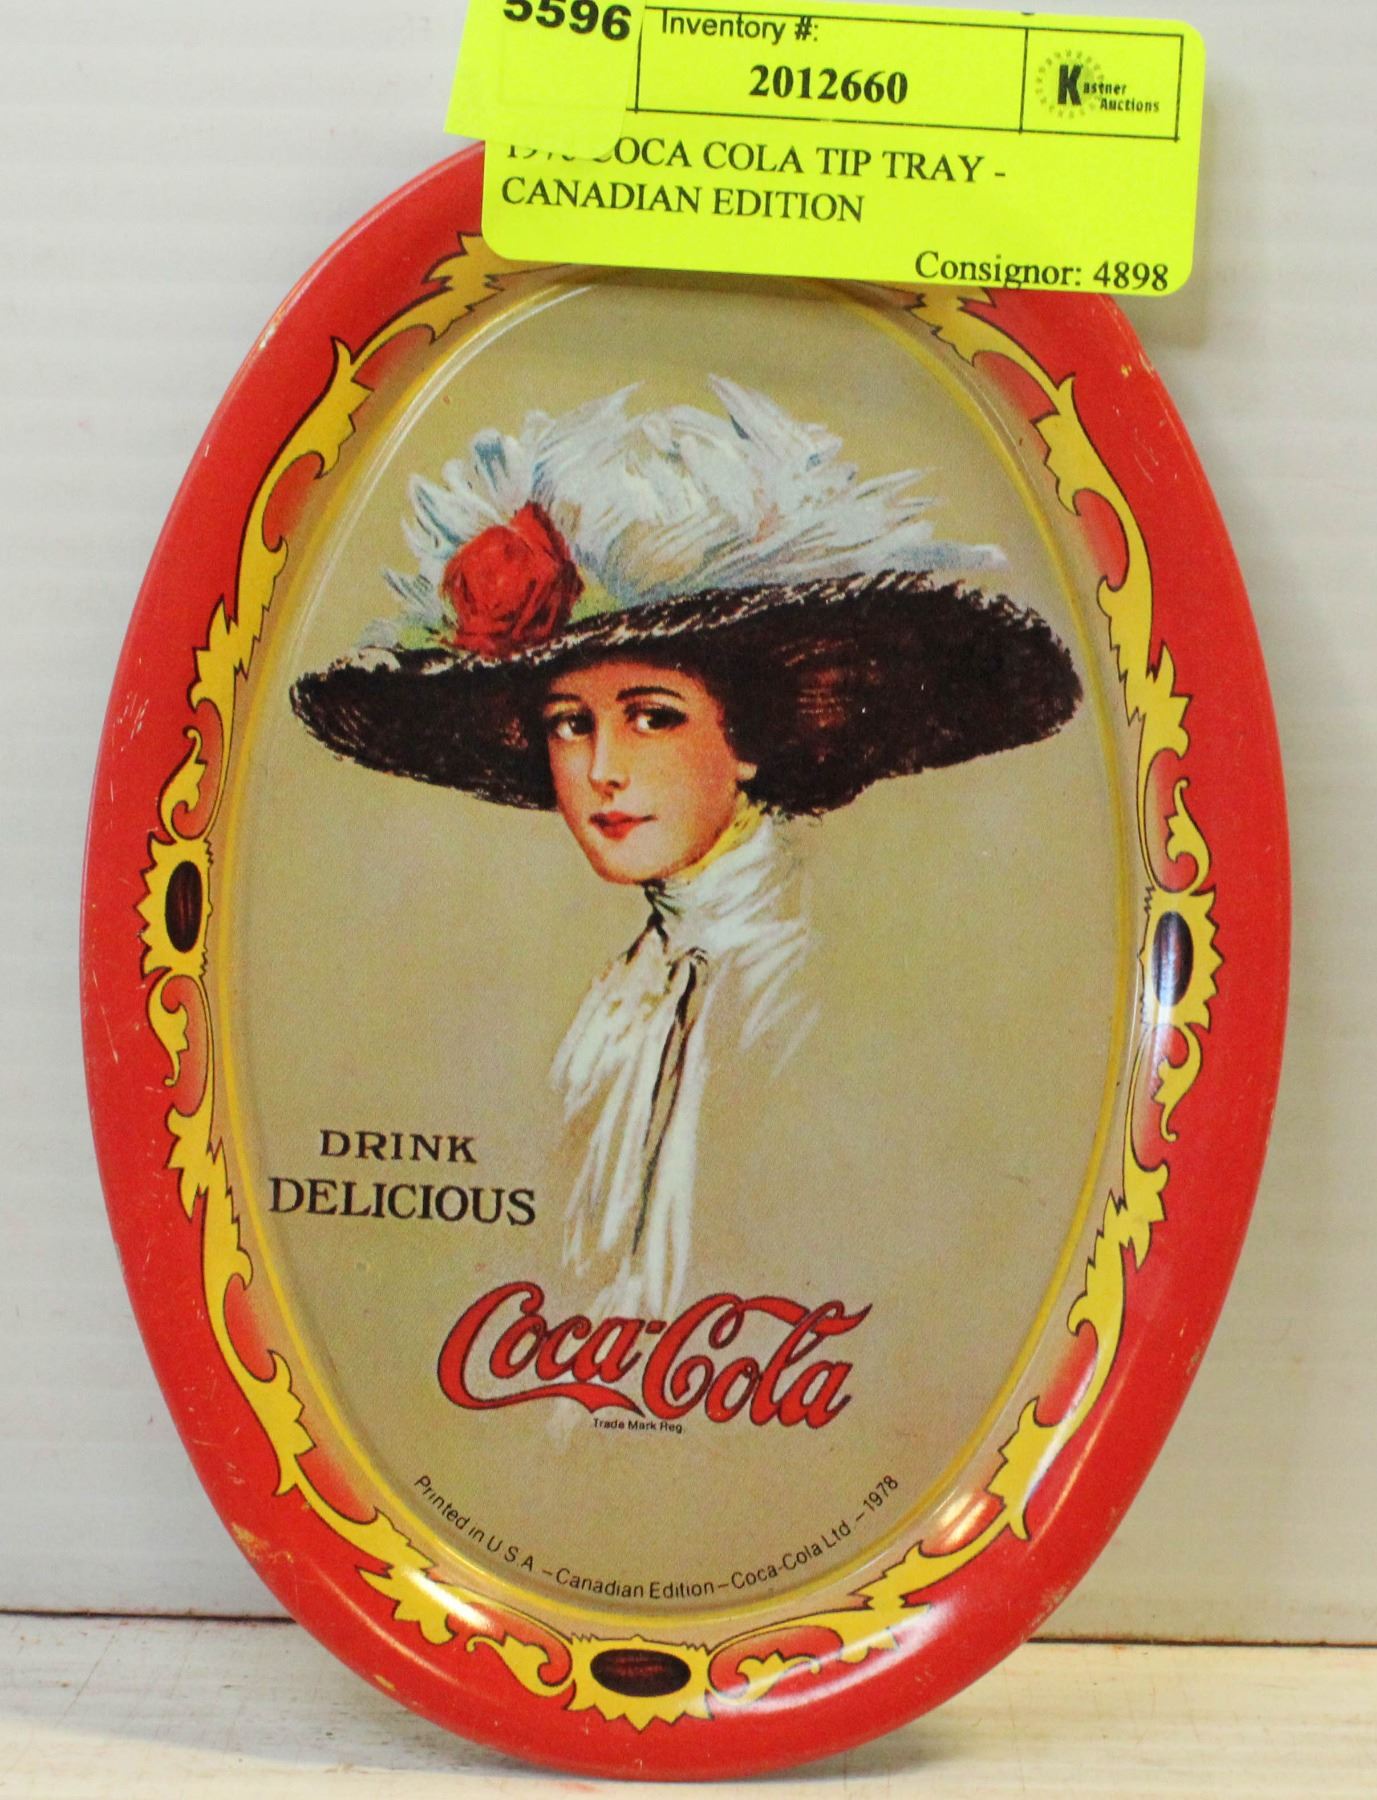 5596
Inventory #:
2012660
Kastner
Auctions
COCA COLA TIP TRAY -
CANADIAN EDITION
Consignor: 4898
DRINK
DELICIOUS
Coca-Cola
Trade Mark Reg.
Printed in U.S.A. – Canadian Edition – Coca-Cola Ltd. – 1978